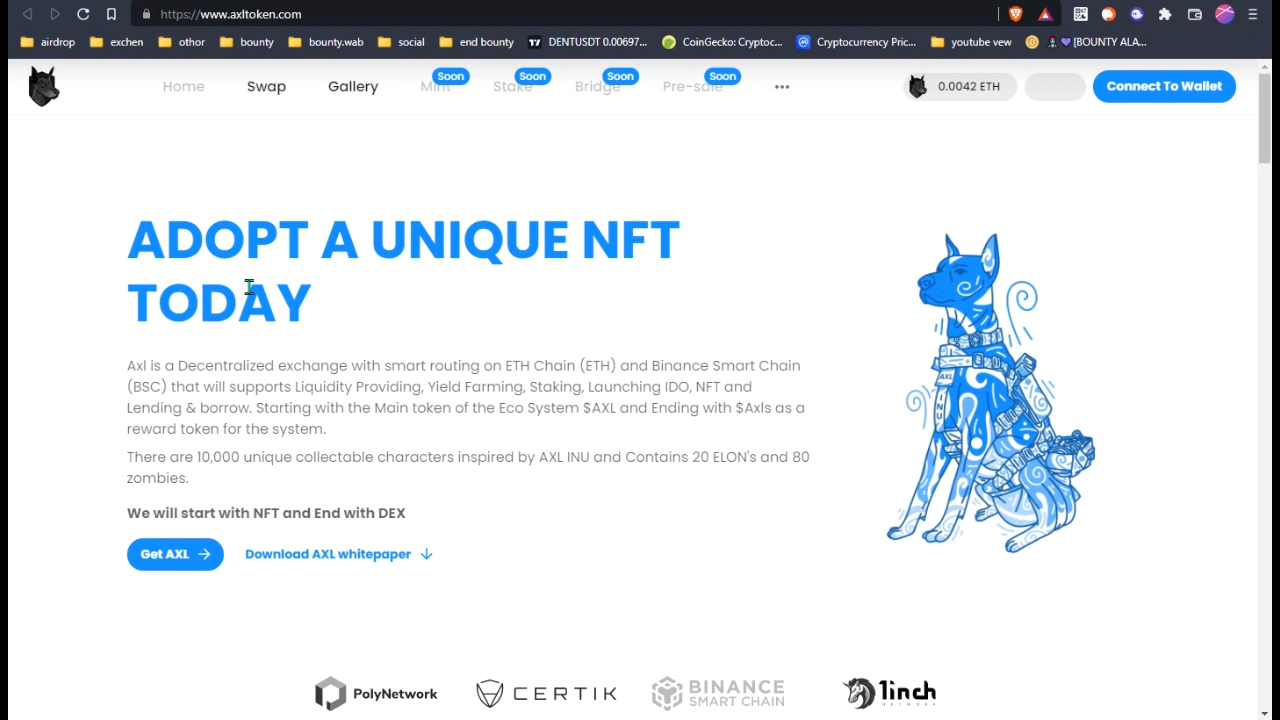 https://www.axltoken.com
airdrop exchen othor bounty bounty.wab social end bounty DENTUSDT 0.00697... CoinGecko: Cryptoc... Cryptocurrency Pric... youtube vew [BOUNTY ALA...
Soon Soon Soon Soon
Home Swap Gallery Mint Stake Bridge Pre-sale ••• 0.0042 ETH Connect To Wallet
ADOPT A UNIQUE NFT
TODAY
Axl is a Decentralized exchange with smart routing on ETH Chain (ETH) and Binance Smart Chain
(BSC) that will supports Liquidity Providing, Yield Farming, Staking, Launching IDO, NFT and
Lending & borrow. Starting with the Main token of the Eco System $AXL and Ending with $Axls as a
reward token for the system.
There are 10,000 unique collectable characters inspired by AXL INU and Contains 20 ELON's and 80
zombies.
We will start with NFT and End with DEX
Get AXL → Download AXL whitepaper ↓
AXL
INU
PolyNetwork CERTIK BINANCE SMART CHAIN 1inch NETWORK